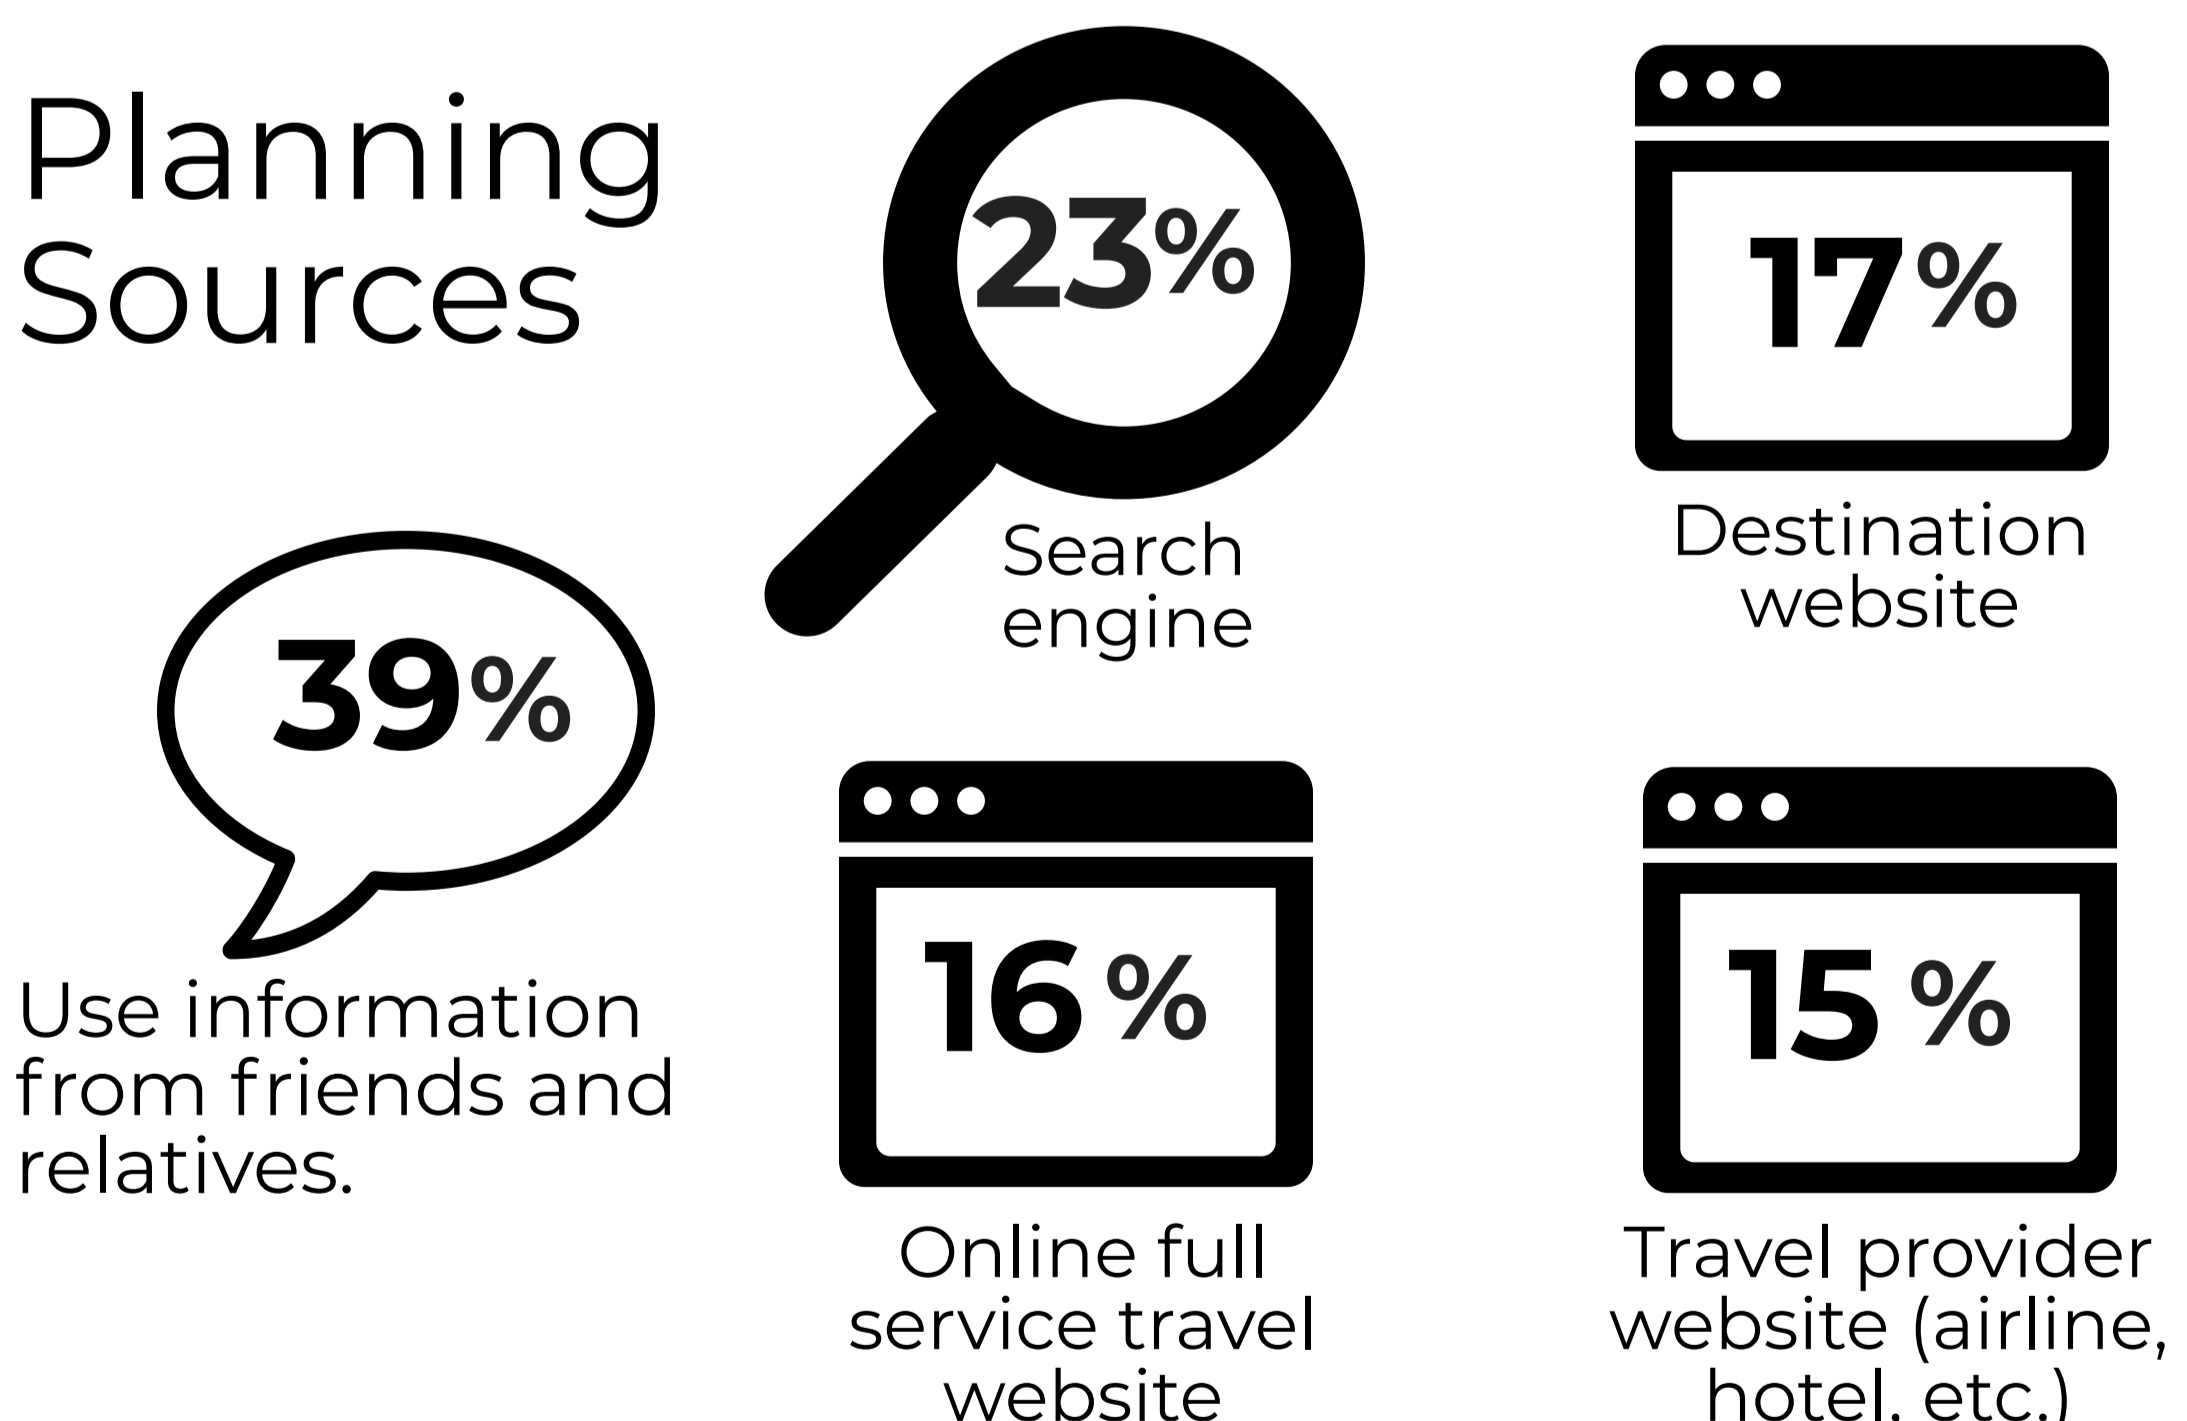 Planning
Sources
23%
Search
engine
17%
Destination
website
39%
Use information
from friends and
relatives.
16%
Online full
service travel
website
15%
Travel provider
website (airline,
hotel, etc.)